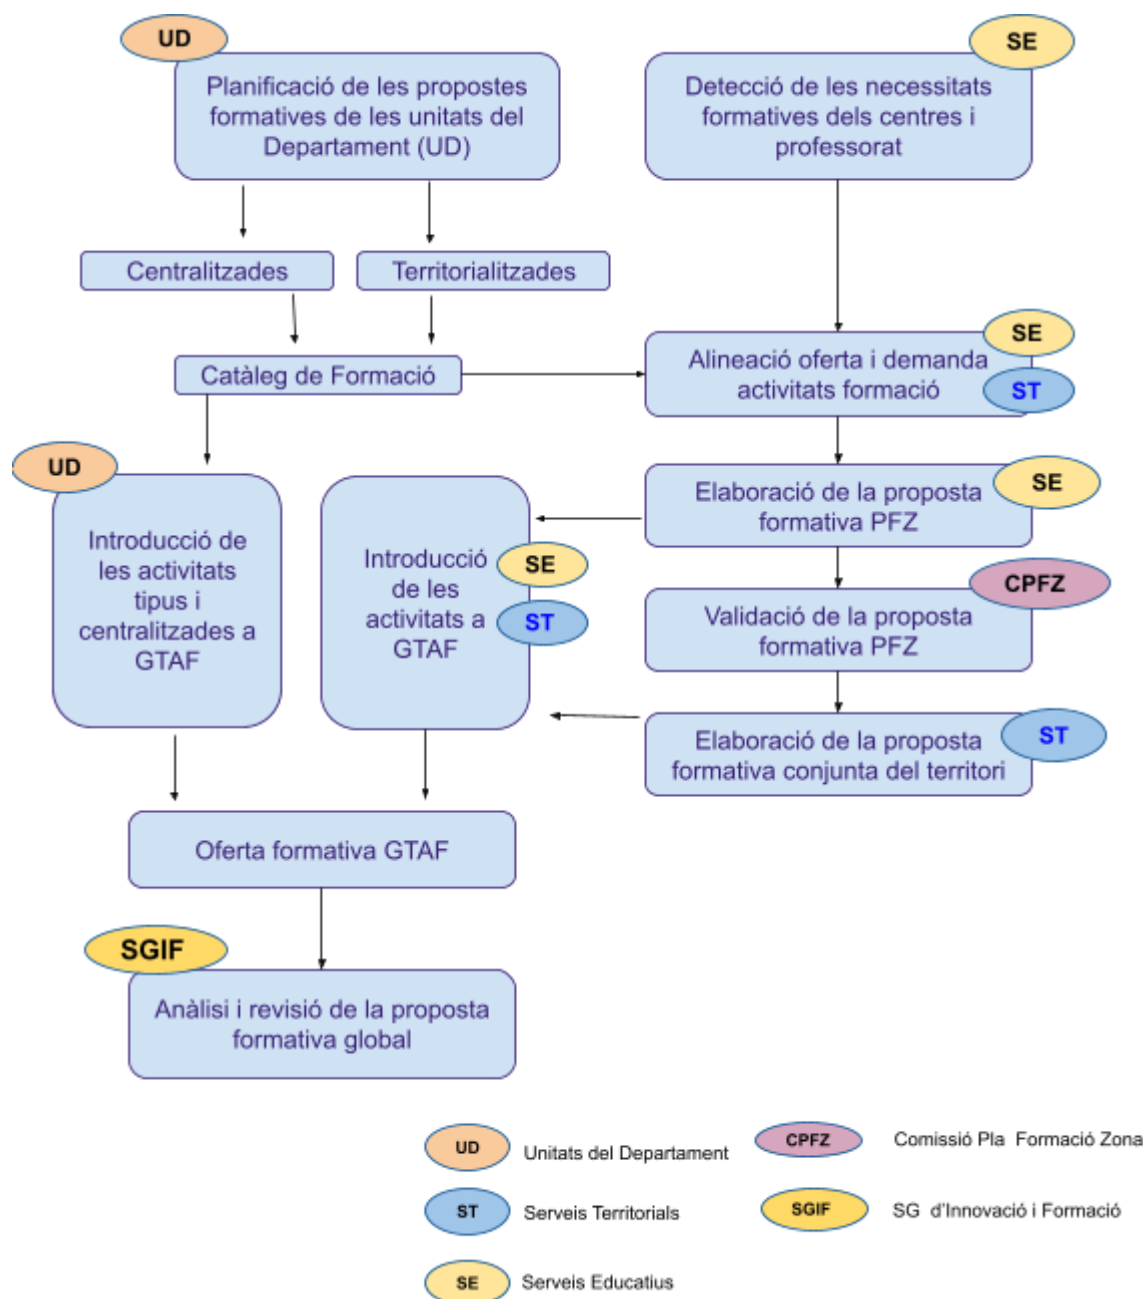 UD
Planificació de les propostes
formatives de les unitats del
Departament (UD)
SE
Detecció de les necessitats
formatives dels centres i
professorat
Centralitzades
Territorialitzades
Catàleg de Formació
SE
Alineació oferta i demanda
activitats formació
ST
UD
Introducció de
les activitats
tipus i
centralitzades a
GTAF
Introducció
de les
activitats a
GTAF
SE
ST
SE
Elaboració de la proposta
formativa PFZ
CPFZ
Validació de la proposta
formativa PFZ
ST
Elaboració de la proposta
formativa conjunta del territori
Oferta formativa GTAF
SGIF
Anàlisi i revisió de la proposta
formativa global
UD
Unitats del Departament
CPFZ
Comissió Pla Formació Zona
ST
Serveis Territorials
SGIF
SG d'Innovació i Formació
SE
Serveis Educatius